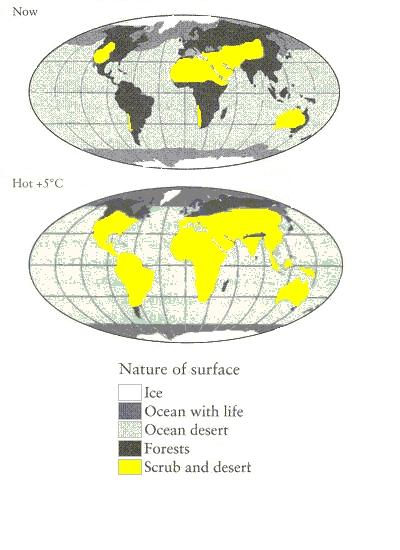 Now
Hot +5°C
Nature of surface
Ice
Ocean with life
Ocean desert
Forests
Scrub and desert